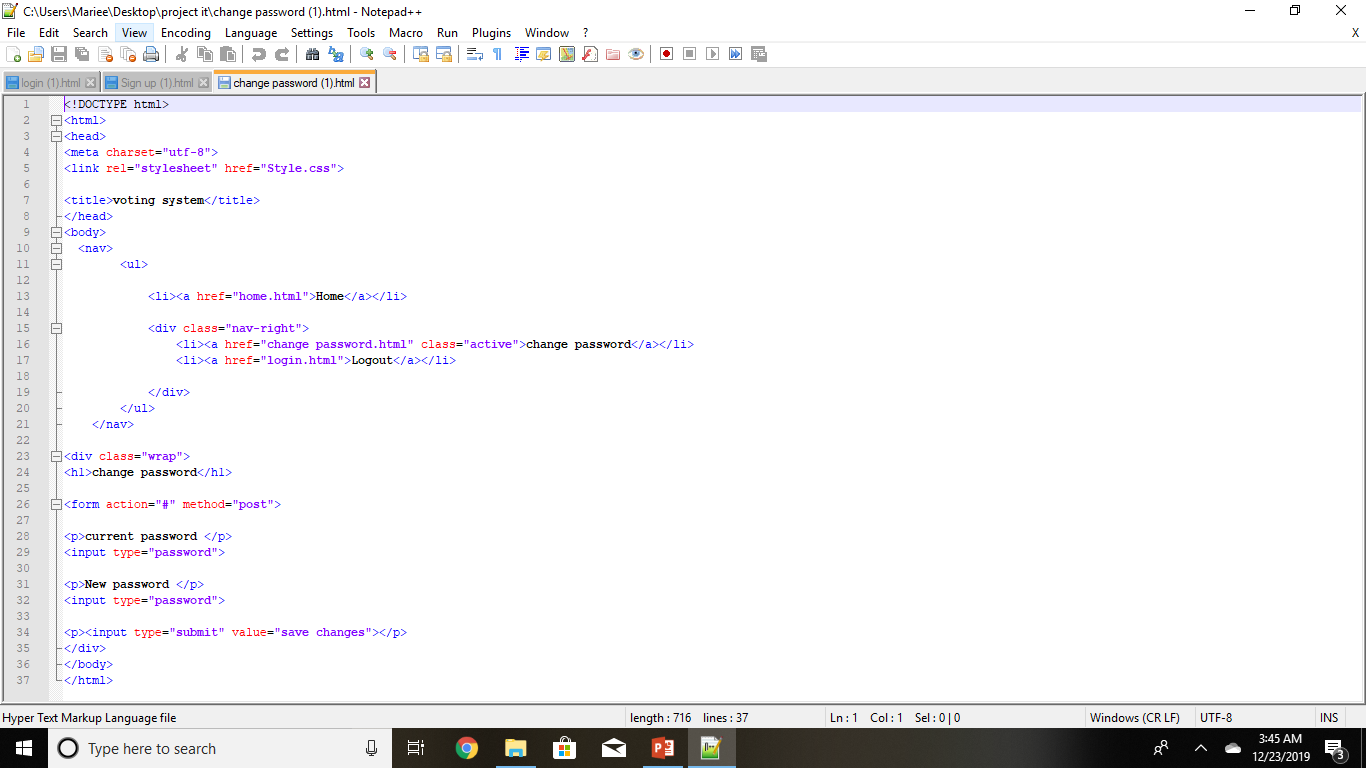 C:\Users\Mariee\Desktop\project it\change password (1).html - Notepad++
File Edit Search View Encoding Language Settings Tools Macro Run Plugins Window ? X
login (1).html Sign up (1).html change password (1).html
1 <!DOCTYPE html>
2 <html>
3 <head>
4 <meta charset="utf-8">
5 <link rel="stylesheet" href="Style.css">
6
7 <title>voting system</title>
8 </head>
9 <body>
10 <nav>
11 <ul>
12
13 <li><a href="home.html">Home</a></li>
14
15 <div class="nav-right">
16 <li><a href="change password.html" class="active">change password</a></li>
17 <li><a href="login.html">Logout</a></li>
18
19 </div>
20 </ul>
21 </nav>
22
23 <div class="wrap">
24 <h1>change password</h1>
25
26 <form action="#" method="post">
27
28 <p>current password </p>
29 <input type="password">
30
31 <p>New password </p>
32 <input type="password">
33
34 <p><input type="submit" value="save changes"></p>
35 </div>
36 </body>
37 </html>
Hyper Text Markup Language file length : 716 lines : 37 Ln : 1 Col : 1 Sel : 0 | 0 Windows (CR LF) UTF-8 INS
Type here to search
3:45 AM
12/23/2019
3